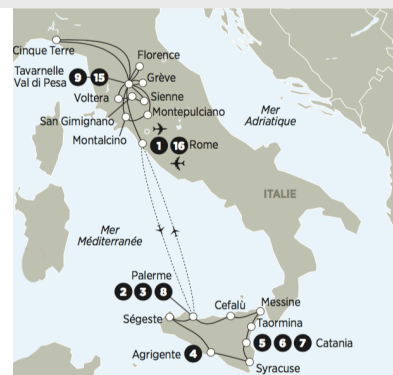 Cinque Terre
Florence
Tavarnelle
Val di Pesa 9 15
Grève
Voltera
Sienne
San Gimignano
Montepulciano
Montalcino
Mer
Adriatique
1 16 Rome
ITALIE
Mer
Méditerranée
Palerme
2 3 8
Cefalù
Messine
Ségeste
Taormina
5 6 7 Catania
Agrigente 4
Syracuse